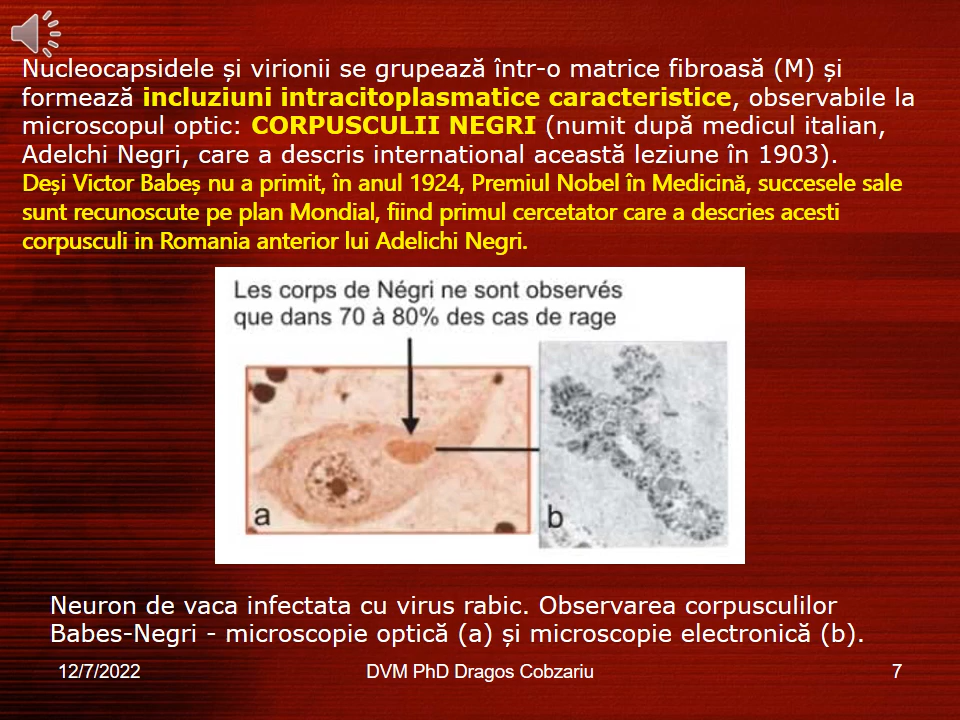 Nucleocapsidele și virionii se grupează într-o matrice fibroasă (M) și
formează incluziuni intracitoplasmatice caracteristice, observabile la
microscopul optic: CORPUSCULII NEGRI (numit după medicul italian,
Adelchi Negri, care a descris international această leziune în 1903).
Deși Victor Babeș nu a primit, în anul 1924, Premiul Nobel în Medicină, succesele sale
sunt recunoscute pe plan Mondial, fiind primul cercetator care a descries acesti
corpusculi in Romania anterior lui Adelichi Negri.
Les corps de Négri ne sont observés
que dans 70 à 80% des cas de rage
a
b
Neuron de vaca infectata cu virus rabic. Observarea corpusculilor
Babes-Negri - microscopie optică (a) și microscopie electronică (b).
12/7/2022
DVM PhD Dragos Cobzariu
7